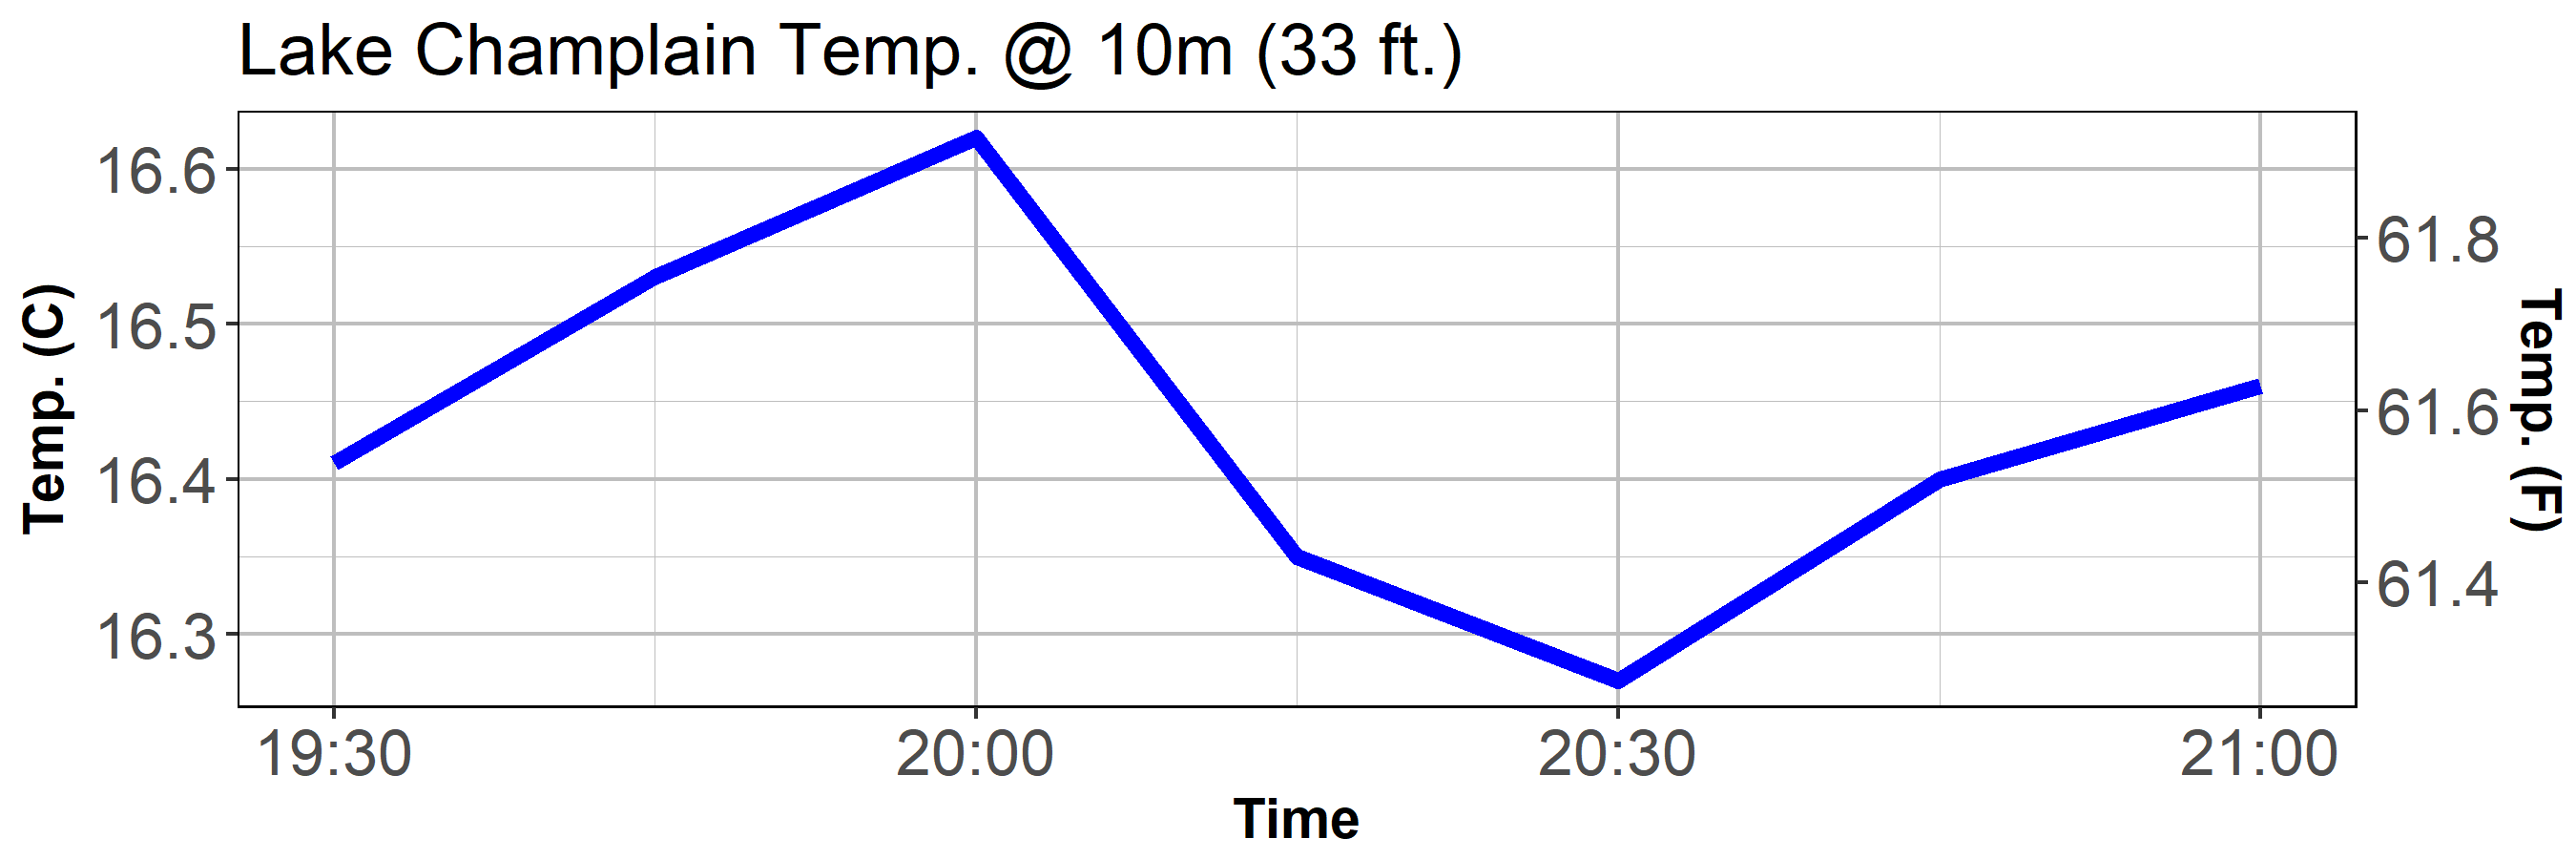 Lake Champlain Temp. @ 10m (33 ft.)
Temp. (C)
16.6
16.5
16.4
16.3
61.8
61.6
61.4
Temp. (F)
19:30 20:00 20:30 21:00
Time